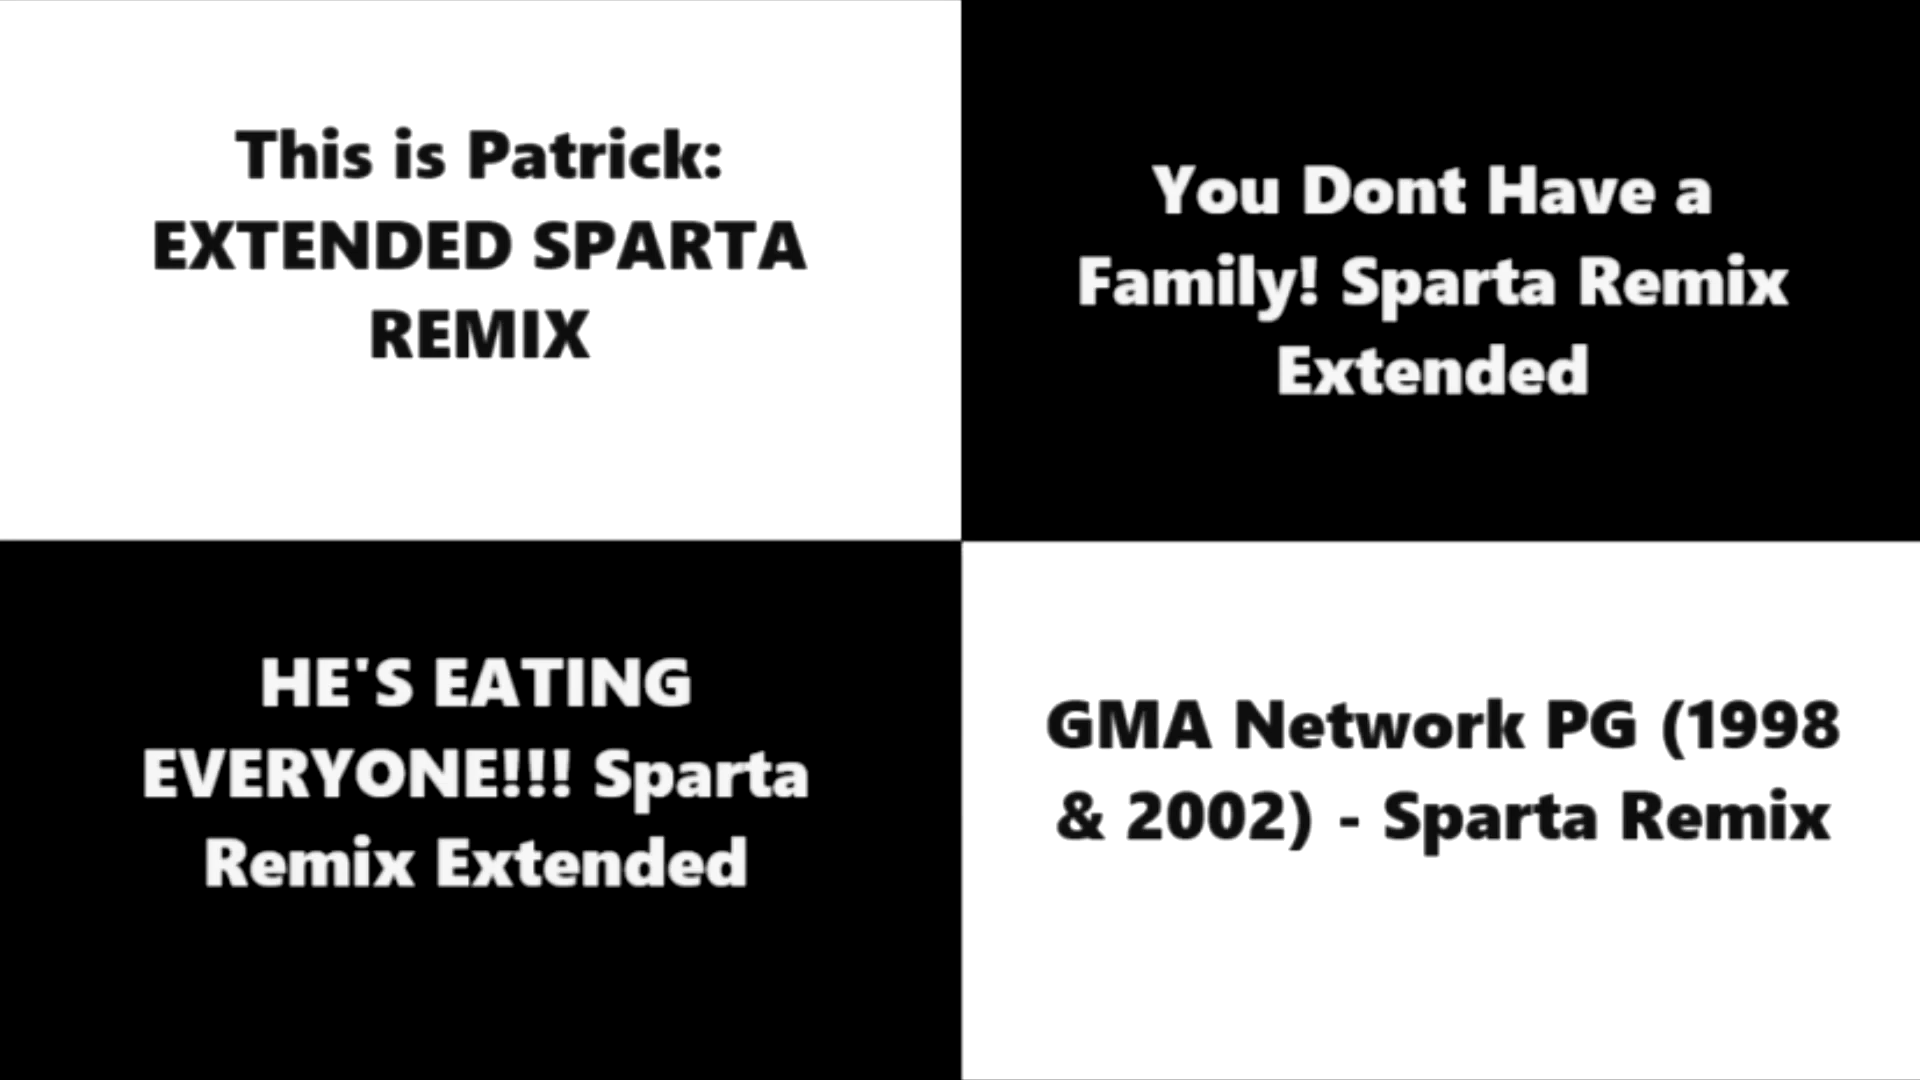 This is Patrick:
EXTENDED SPARTA
REMIX
You Dont Have a
Family! Sparta Remix
Extended
HE'S EATING
EVERYONE!!! Sparta
Remix Extended
GMA Network PG (1998
& 2002) - Sparta Remix